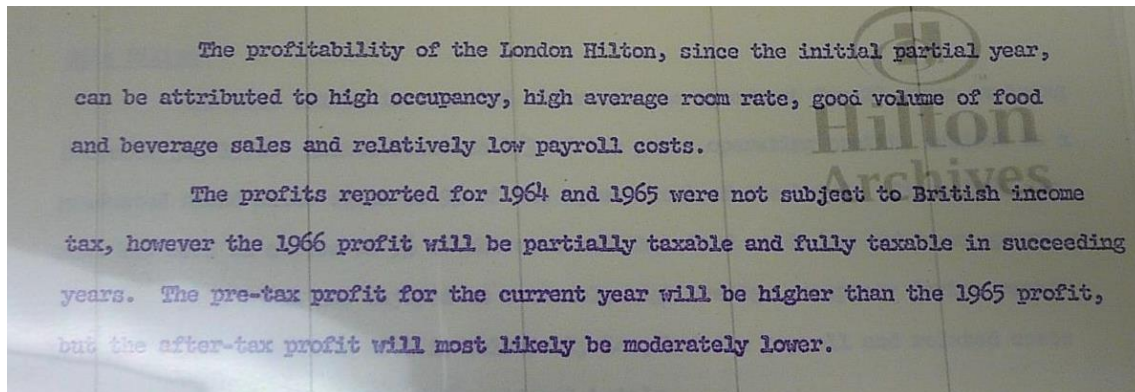 The profitability of the London Hilton, since the initial partial year,
can be attributed to high occupancy, high average room rate, good volume of food
and beverage sales and relatively low payroll costs.
The profits reported for 1964 and 1965 were not subject to British income
tax, however the 1966 profit will be partially taxable and fully taxable in succeeding
years. The pre-tax profit for the current year will be higher than the 1965 profit,
but the after-tax profit will most likely be moderately lower.
Hilton
Archives